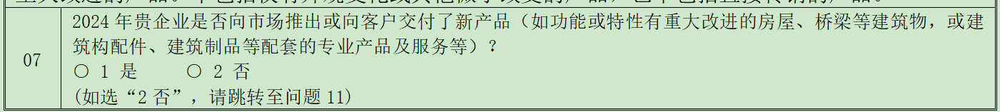 2024 年贵企业是否向市场推出或向客户交付了新产品（如功能或特性有重大改进的房屋、桥梁等建筑物，或建
筑构配件、建筑制品等配套的专业产品及服务等）？
07
○ 1 是 ○ 2 否
(如选“2 否”，请跳转至问题 11)